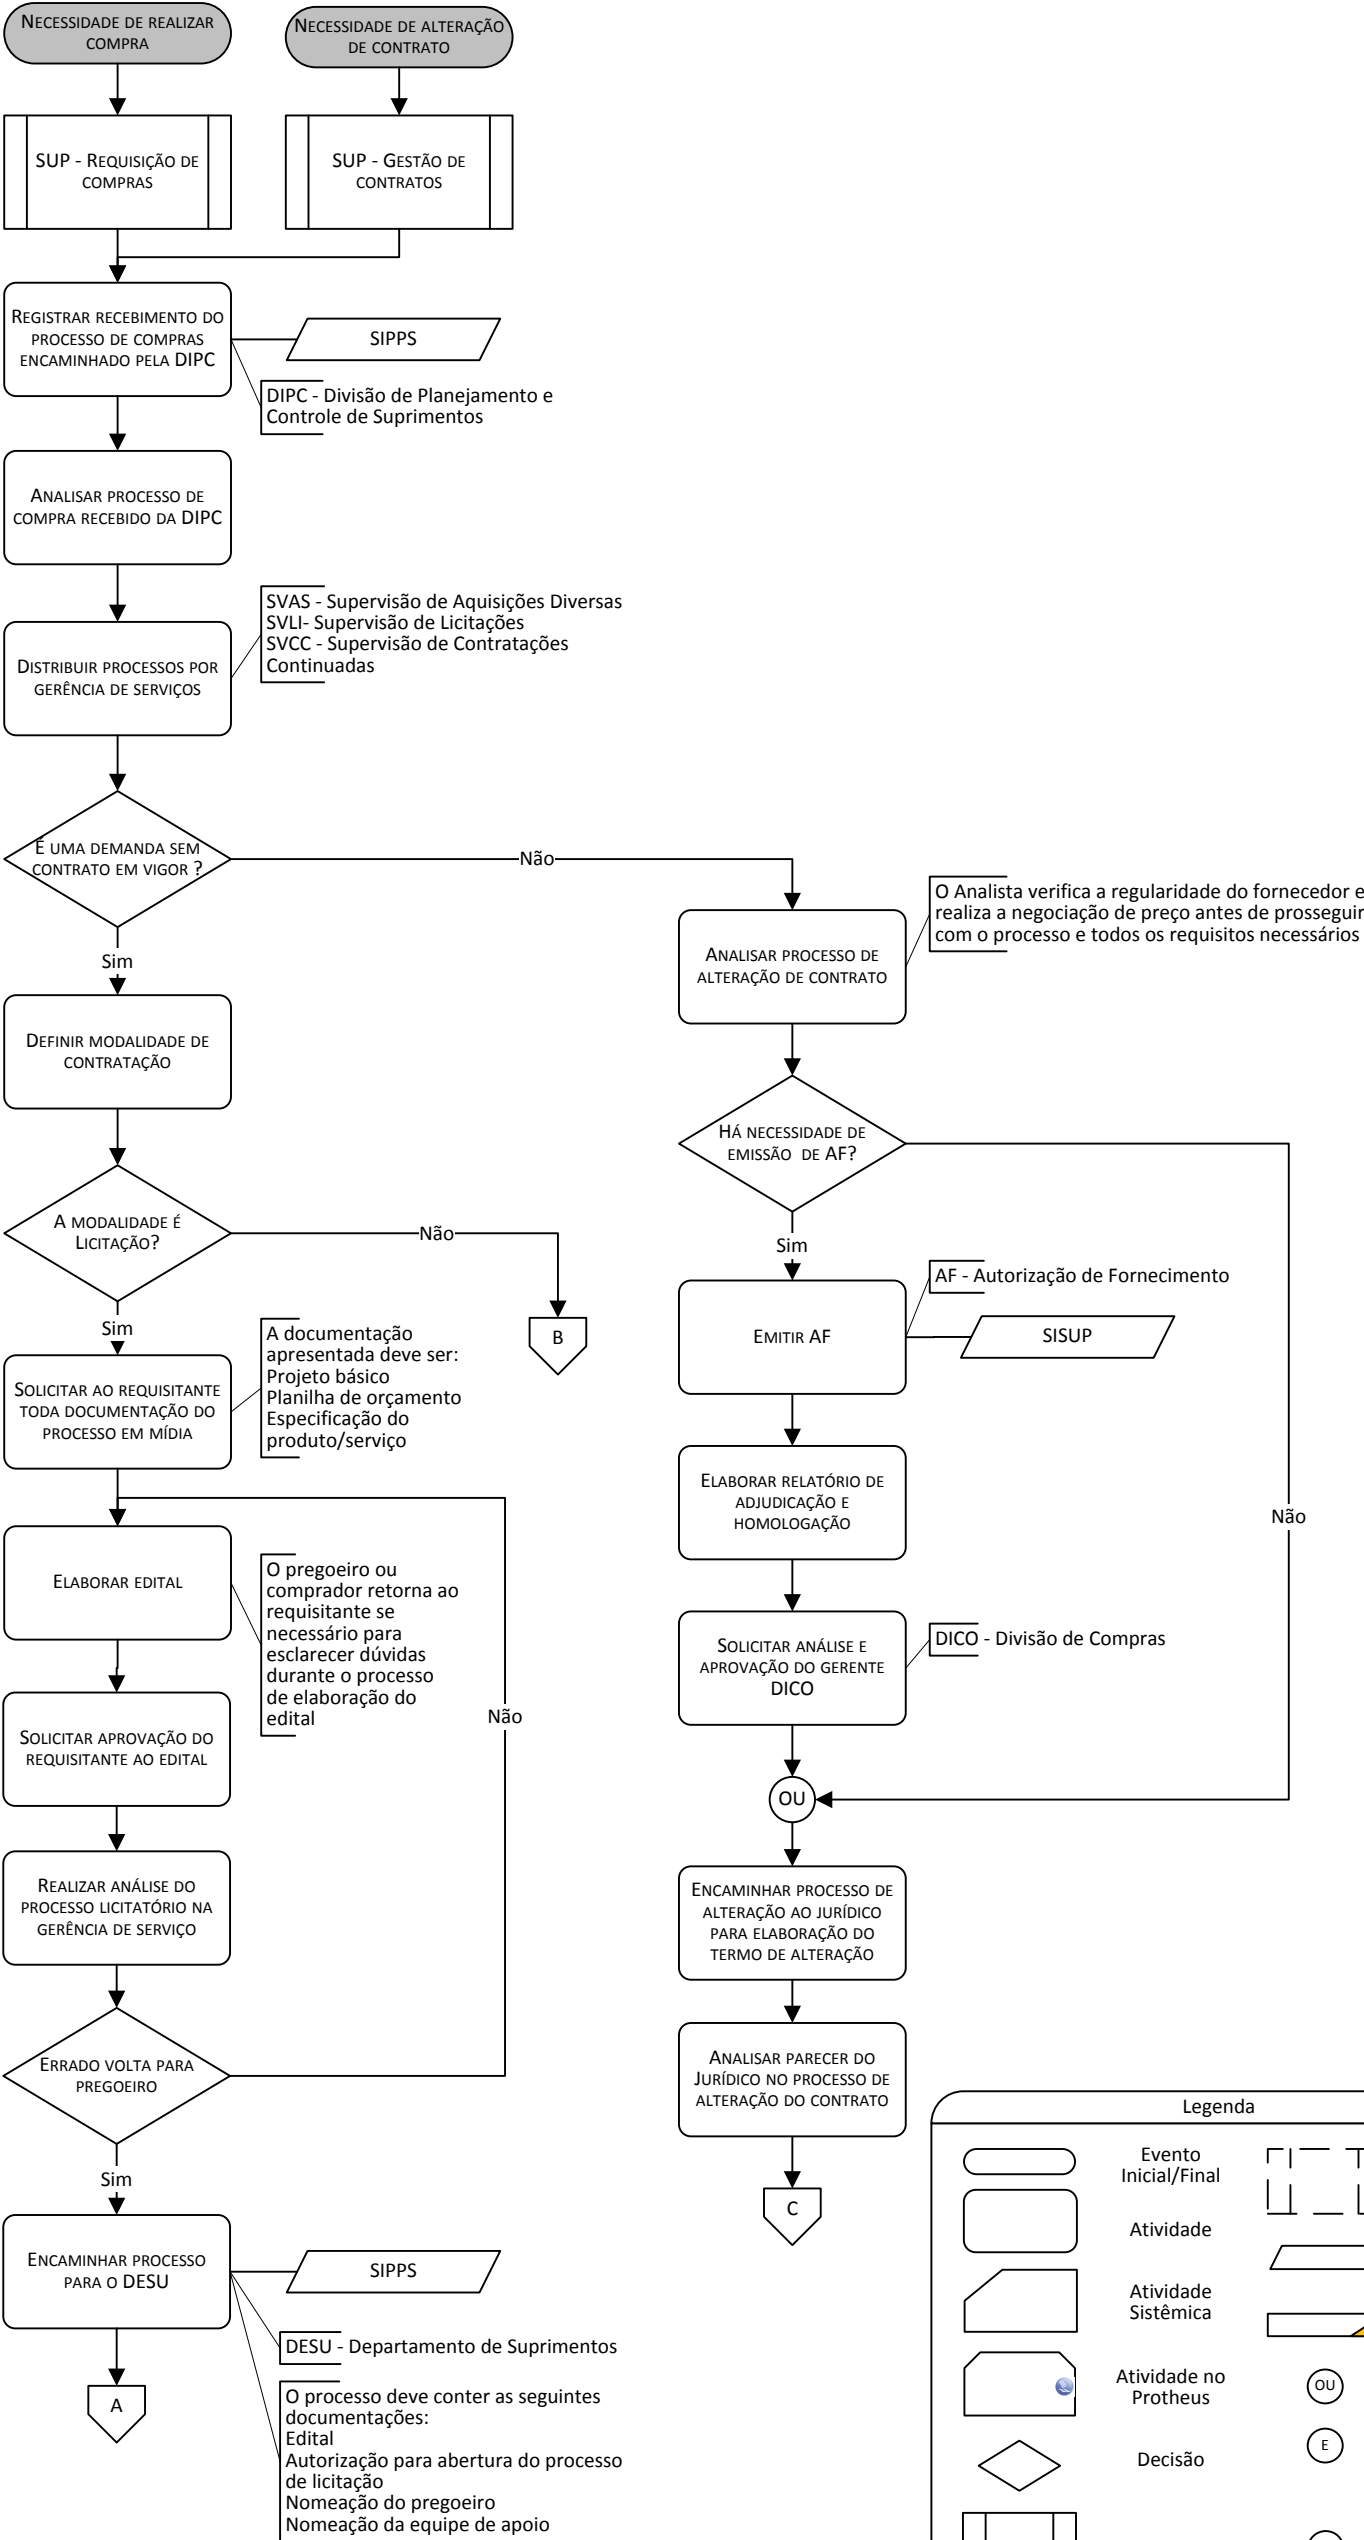 NECESSIDADE DE REALIZAR
COMPRA
NECESSIDADE DE ALTERAÇÃO
DE CONTRATO
SUP - REQUISIÇÃO DE
COMPRAS
SUP - GESTÃO DE
CONTRATOS
REGISTRAR RECEBIMENTO DO
PROCESSO DE COMPRAS
ENCAMINHADO PELA DIPC
SIPPS
DIPC - Divisão de Planejamento e
Controle de Suprimentos
ANALISAR PROCESSO DE
COMPRA RECEBIDO DA DIPC
SVAS - Supervisão de Aquisições Diversas
SVLI- Supervisão de Licitações
SVCC - Supervisão de Contratações
Continuadas
DISTRIBUIR PROCESSOS POR
GERÊNCIA DE SERVIÇOS
É UMA DEMANDA SEM
CONTRATO EM VIGOR ?
Não
Sim
DEFINIR MODALIDADE DE
CONTRATAÇÃO
A MODALIDADE É
LICITAÇÃO?
Não
B
Sim
SOLICITAR AO REQUISITANTE
TODA DOCUMENTAÇÃO DO
PROCESSO EM MÍDIA
A documentação
apresentada deve ser:
Projeto básico
Planilha de orçamento
Especificação do
produto/serviço
ELABORAR EDITAL
O pregoeiro ou
comprador retorna ao
requisitante se
necessário para
esclarecer dúvidas
durante o processo
de elaboração do
edital
Não
SOLICITAR APROVAÇÃO DO
REQUISITANTE AO EDITAL
REALIZAR ANÁLISE DO
PROCESSO LICITATÓRIO NA
GERÊNCIA DE SERVIÇO
ERRADO VOLTA PARA
PREGOEIRO
Sim
ENCAMINHAR PROCESSO
PARA O DESU
SIPPS
DESU - Departamento de Suprimentos
A
O processo deve conter as seguintes
documentações:
Edital
Autorização para abertura do processo
de licitação
Nomeação do pregoeiro
Nomeação da equipe de apoio
ANALISAR PROCESSO DE
ALTERAÇÃO DE CONTRATO
O Analista verifica a regularidade do fornecedor e
realiza a negociação de preço antes de prosseguir
com o processo e todos os requisitos necessários
HÁ NECESSIDADE DE
EMISSÃO DE AF?
Sim
Não
EMITIR AF
AF - Autorização de Fornecimento
SISUP
ELABORAR RELATÓRIO DE
ADJUDICAÇÃO E
HOMOLOGAÇÃO
SOLICITAR ANÁLISE E
APROVAÇÃO DO GERENTE
DICO
DICO - Divisão de Compras
OU
ENCAMINHAR PROCESSO DE
ALTERAÇÃO AO JURÍDICO
PARA ELABORAÇÃO DO
TERMO DE ALTERAÇÃO
ANALISAR PARECER DO
JURÍDICO NO PROCESSO DE
ALTERAÇÃO DO CONTRATO
C
Legenda
Evento
Inicial/Final
Atividade
Atividade
Sistêmica
Atividade no
Protheus
OU
E
Decisão